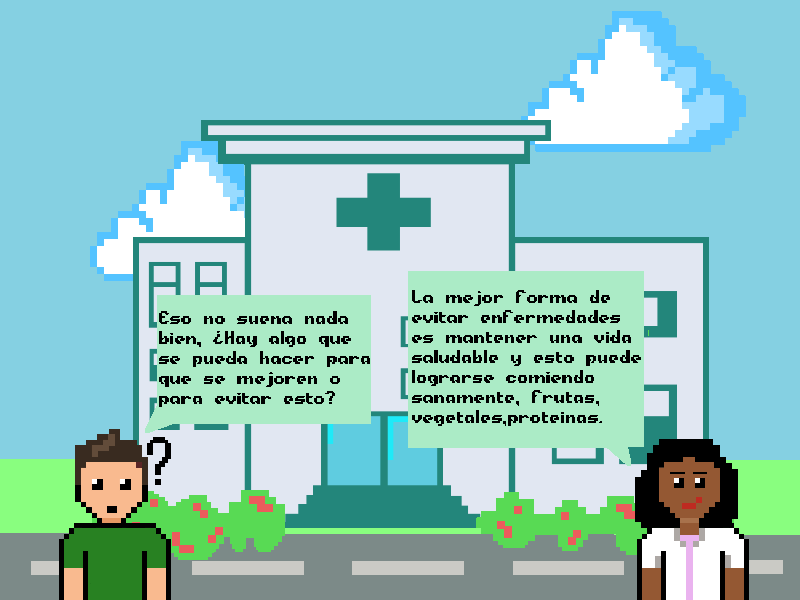 Eso no suena nada
bien, ¿Hay algo que
se pueda hacer para
que se mejoren o
para evitar esto?
?
La mejor forma de
evitar enfermedades
es mantener una vida
saludable y esto puede
lograrse comiendo
sanamente, frutas,
vegetales,proteinas.